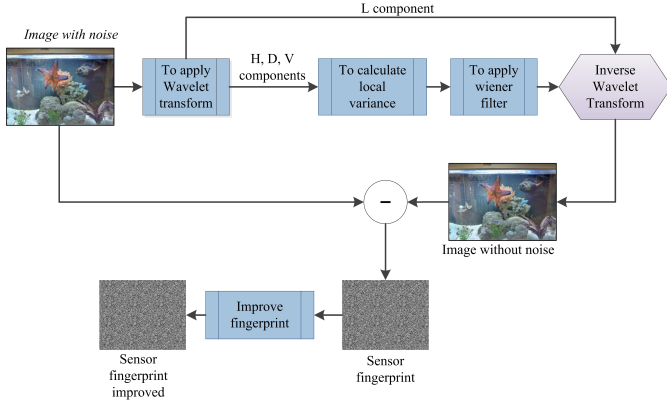 L component
Image with noise
To apply
Wavelet
transform
H, D, V
components
To calculate
local
variance
To apply
wiener
filter
Inverse
Wavelet
Transform
–
Image without noise
Improve
fingerprint
Sensor
fingerprint
improved
Sensor
fingerprint